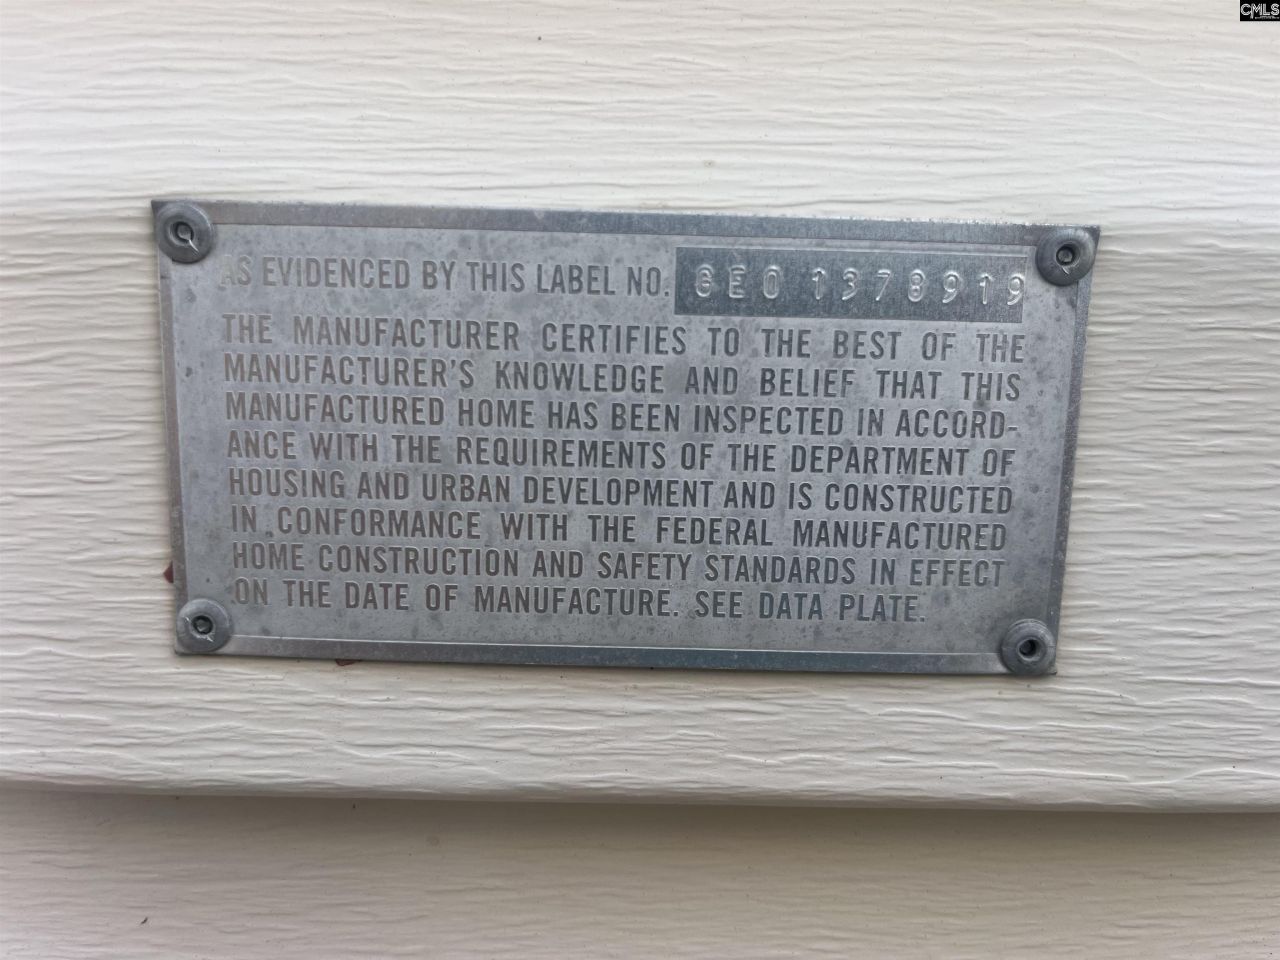 CMLS
AS EVIDENCED BY THIS LABEL NO. GEO 1378919
THE MANUFACTURER CERTIFIES TO THE BEST OF THE
MANUFACTURER'S KNOWLEDGE AND BELIEF THAT THIS
MANUFACTURED HOME HAS BEEN INSPECTED IN ACCORD-
ANCE WITH THE REQUIREMENTS OF THE DEPARTMENT OF
HOUSING AND URBAN DEVELOPMENT AND IS CONSTRUCTED
IN CONFORMANCE WITH THE FEDERAL MANUFACTURED
HOME CONSTRUCTION AND SAFETY STANDARDS IN EFFECT
ON THE DATE OF MANUFACTURE. SEE DATA PLATE.